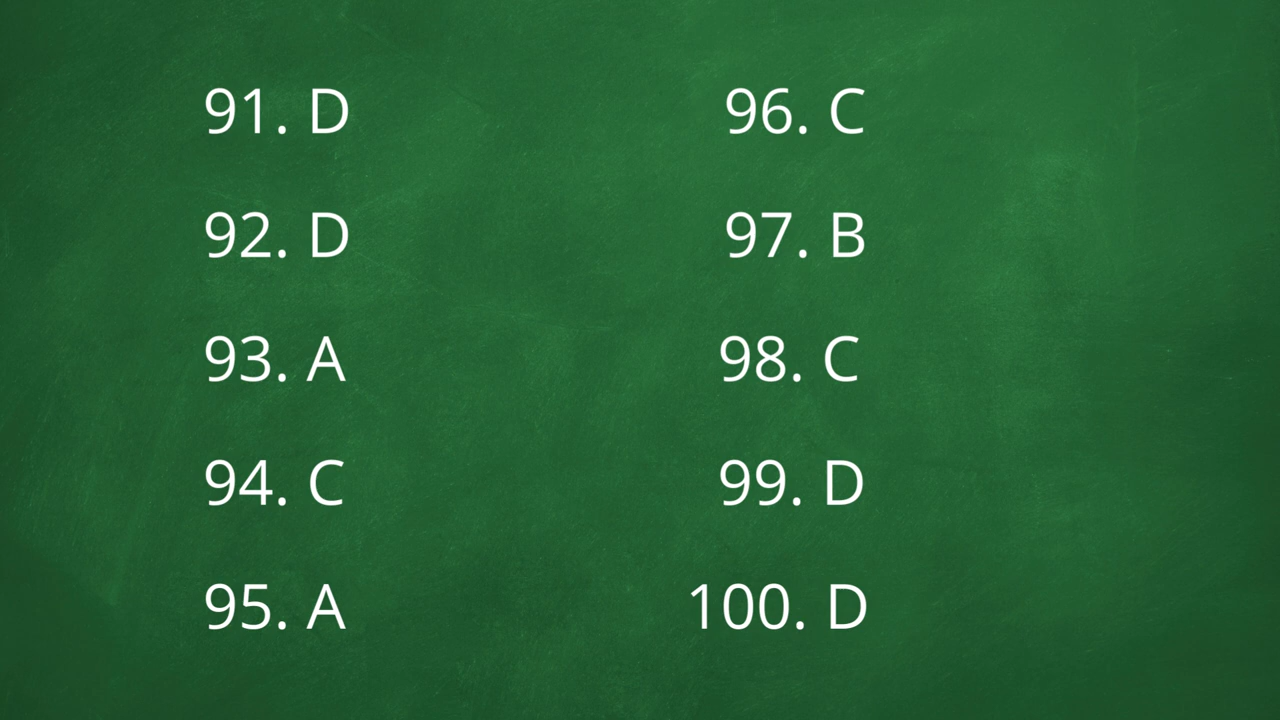 91. D
92. D
93. A
94. C
95. A
96. C
97. B
98. C
99. D
100. D